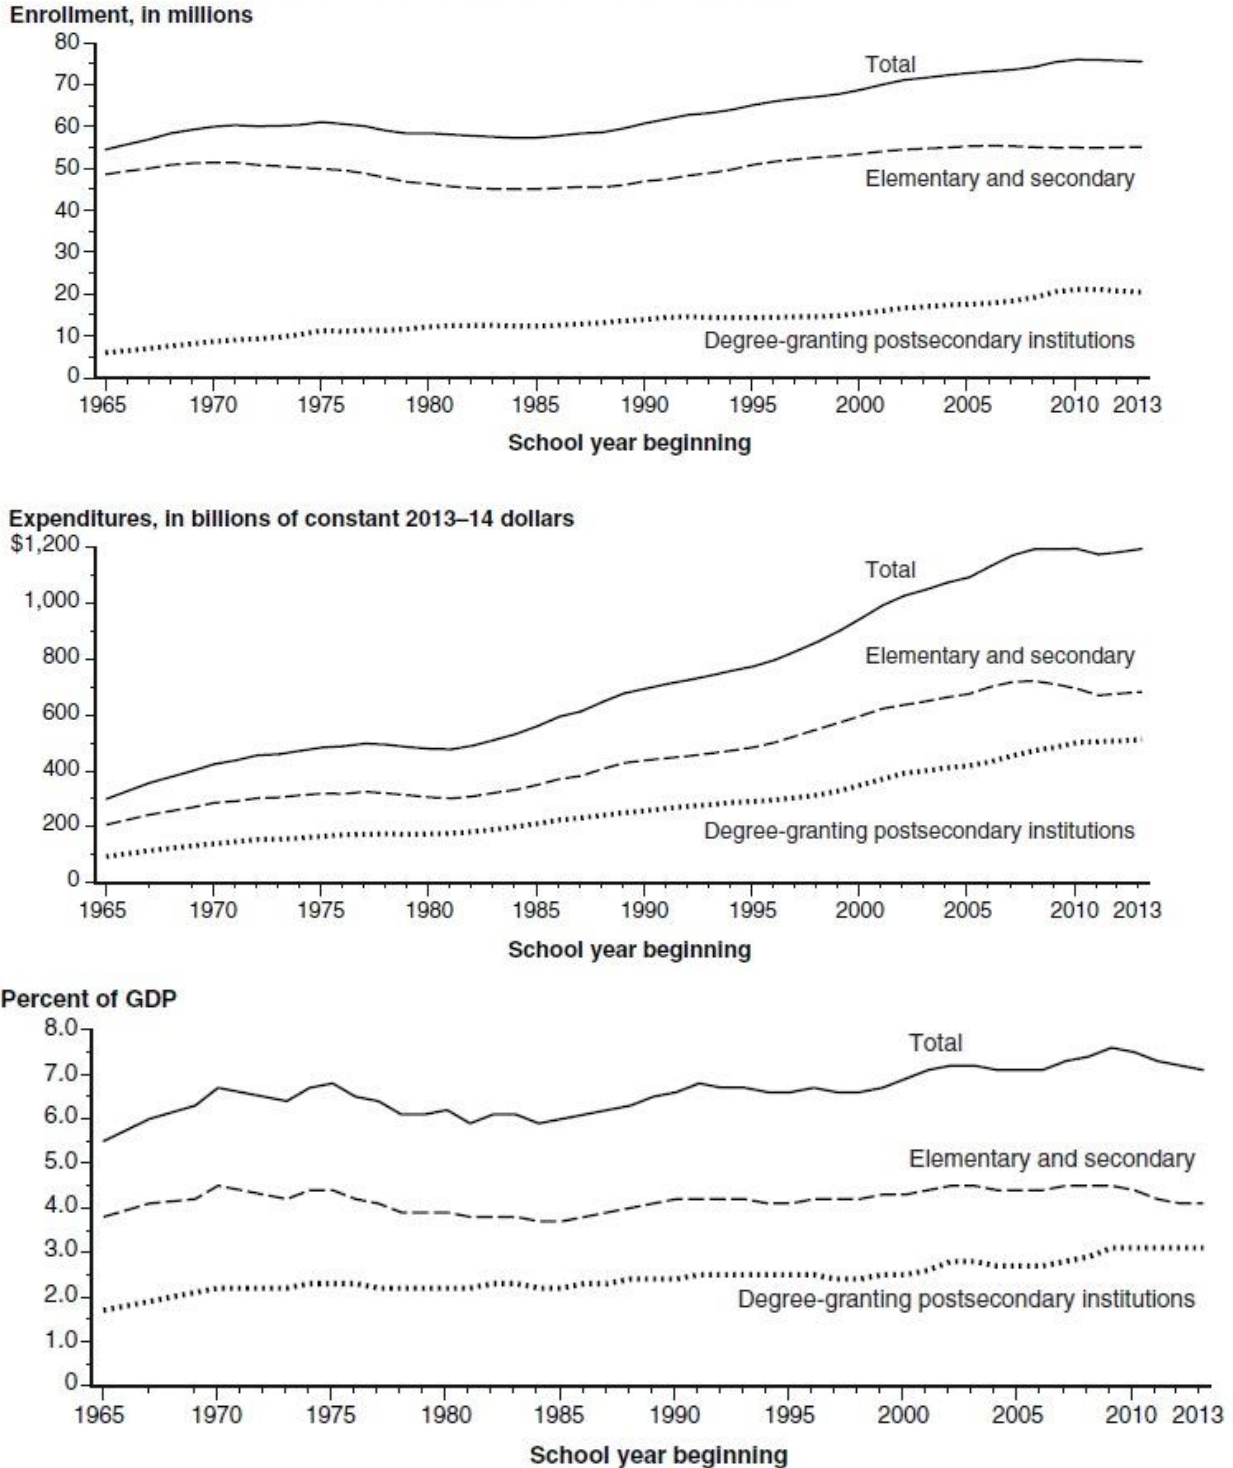 Enrollment, in millions
80
70
60
50
40
30
20
10
0
Total
Elementary and secondary
Degree-granting postsecondary institutions
1965 1970 1975 1980 1985 1990 1995 2000 2005 2010 2013
School year beginning
Expenditures, in billions of constant 2013–14 dollars
$1,200
1,000
800
600
400
200
0
Total
Elementary and secondary
Degree-granting postsecondary institutions
1965 1970 1975 1980 1985 1990 1995 2000 2005 2010 2013
School year beginning
Percent of GDP
8.0
7.0
6.0
5.0
4.0
3.0
2.0
1.0
0
Total
Elementary and secondary
Degree-granting postsecondary institutions
1965 1970 1975 1980 1985 1990 1995 2000 2005 2010 2013
School year beginning